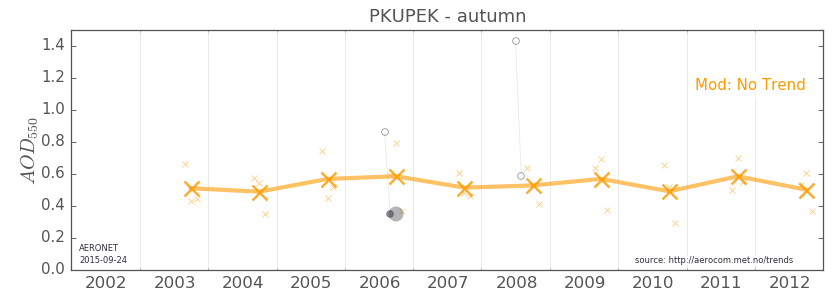 PKUPEK - autumn
1.4
1.2
1.0
0.8
0.6
0.4
0.2
0.0
AOD550
Mod: No Trend
AERONET
2015-09-24
source: http://aerocom.met.no/trends
2002 2003 2004 2005 2006 2007 2008 2009 2010 2011 2012